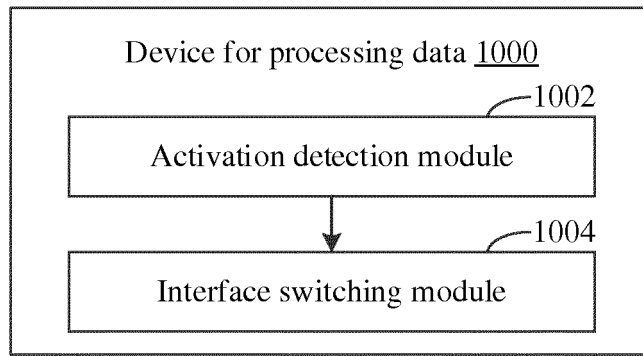 Device for processing data 1000
1002
Activation detection module
1004
Interface switching module